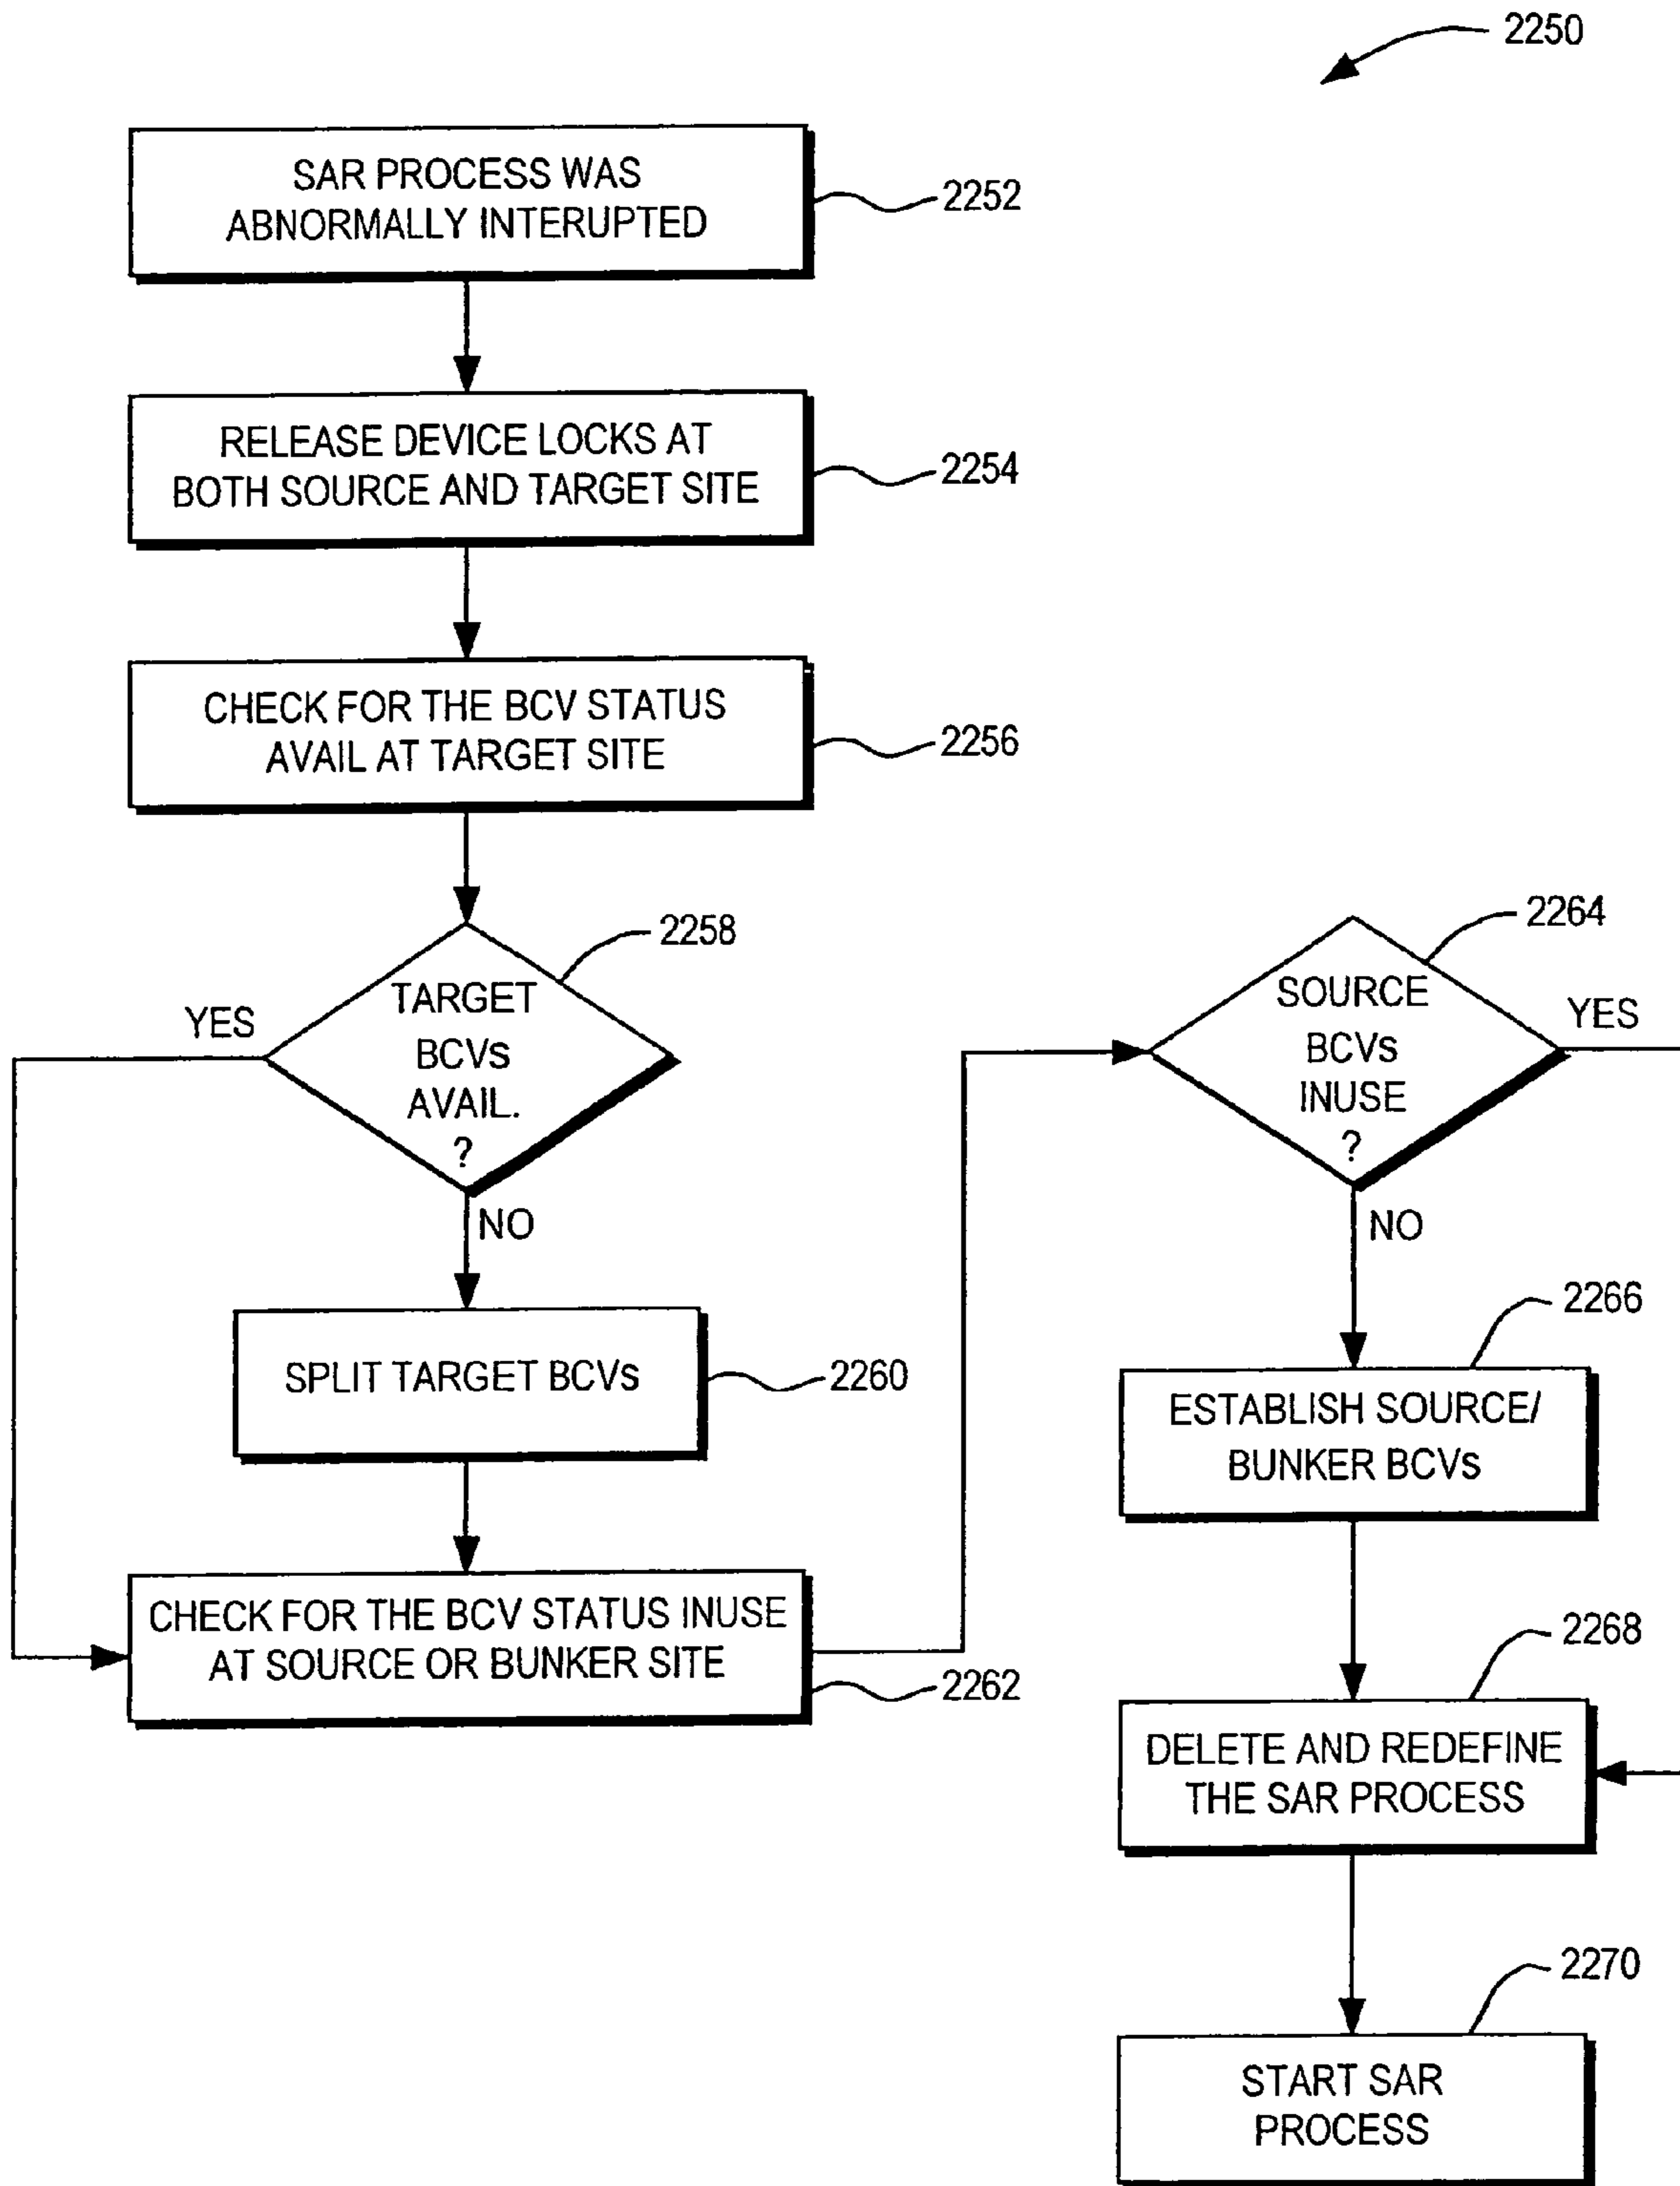 2250
SAR PROCESS WAS
ABNORMALLY INTERUPTED
2252
RELEASE DEVICE LOCKS AT
BOTH SOURCE AND TARGET SITE
2254
CHECK FOR THE BCV STATUS
AVAIL AT TARGET SITE
2256
2258
TARGET
BCVs
AVAIL.
?
YES
NO
SPLIT TARGET BCVs
2260
CHECK FOR THE BCV STATUS INUSE
AT SOURCE OR BUNKER SITE
2262
2264
SOURCE
BCVs
INUSE
?
YES
NO
2266
ESTABLISH SOURCE/
BUNKER BCVs
2268
DELETE AND REDEFINE
THE SAR PROCESS
2270
START SAR
PROCESS